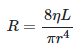 R = 8ηL / πr⁴